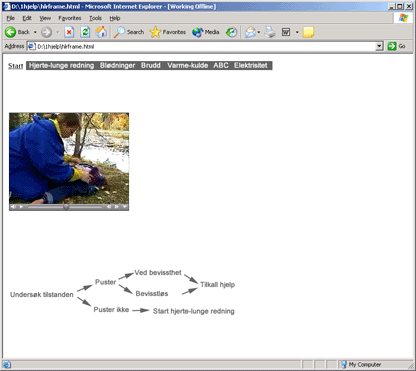 D:\1hjelp\hlrframe.html - Microsoft Internet Explorer - [Working Offline]
File Edit View Favorites Tools Help
Back Search Favorites Media
Address D:\1hjelp\hlrframe.html Go
Start Hjerte-lunge redning Blødninger Brudd Varme-kulde ABC Elektrisitet
Ved bevissthet
Puster Tilkall hjelp
Undersøk tilstanden Bevisstløs
Puster ikke Start hjerte-lunge redning
My Computer